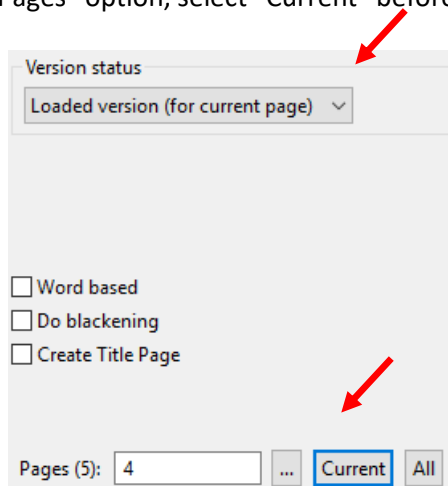 Pages" option, select "Current" before
Version status
Loaded version (for current page)
Word based
Do blackening
Create Title Page
Pages (5): 4 ... Current All